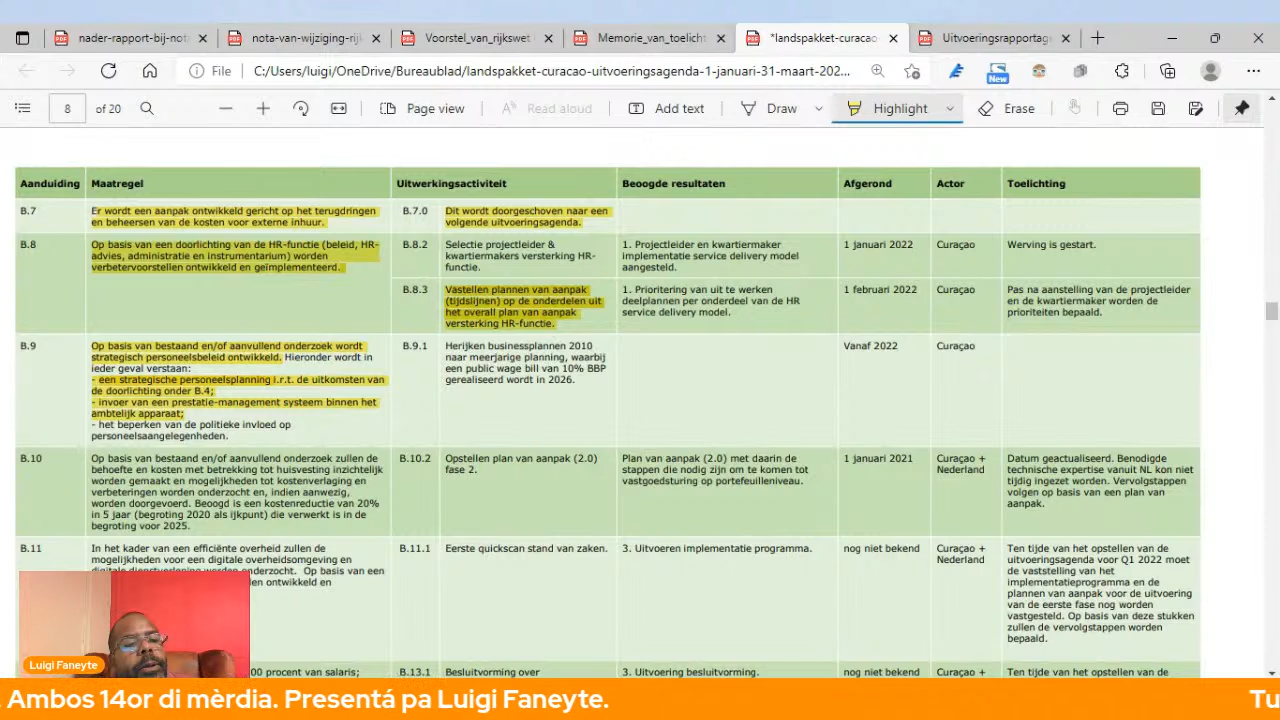 nader-rapport-bij-not
nota-van-wijziging-rijk
Voorstel_van_rijkswet
Memorie_van_toelicht
*landspakket-curacao
Uitvoeringsrapportag
File
C:/Users/luigi/OneDrive/Bureaublad/landspakket-curacao-uitvoeringsagenda-1-januari-31-maart-202...
New
8 of 20
Page view
Read aloud
Add text
Draw
Highlight
Erase
Aanduiding Maatregel Uitwerkingsactiviteit Beoogde resultaten Afgerond Actor Toelichting
B.7
Er wordt een aanpak ontwikkeld gericht op het terugdringen
en beheersen van de kosten voor externe inhuur.
B.7.0
Dit wordt doorgeschoven naar een
volgende uitvoeringsagenda.
B.8
Op basis van een doorlichting van de HR-functie (beleid, HR-
advies, administratie en instrumentarium) worden
verbetervoorstellen ontwikkeld en geïmplementeerd.
B.8.2
Selectie projectleider &
kwartiermakers versterking HR-
functie.
1. Projectleider en kwartiermaker
implementatie service delivery model
aangesteld.
1 januari 2022
Curaçao
Werving is gestart.
B.8.3
Vastellen plannen van aanpak
(tijdslijnen) op de onderdelen uit
het overall plan van aanpak
versterking HR-functie.
1. Prioritering van uit te werken
deelplannen per onderdeel van de HR
service delivery model.
1 februari 2022
Curaçao
Pas na aanstelling van de projectleider
en de kwartiermaker worden de
prioriteiten bepaald.
B.9
Op basis van bestaand en/of aanvullend onderzoek wordt
strategisch personeelsbeleid ontwikkeld. Hieronder wordt in
ieder geval verstaan:
- een strategische personeelsplanning i.r.t. de uitkomsten van
de doorlichting onder B.4;
- invoer van een prestatie-management systeem binnen het
ambtelijk apparaat;
- het beperken van de politieke invloed op
personeelsaangelegenheden.
B.9.1
Herijken businessplannen 2010
naar meerjarige planning, waarbij
een public wage bill van 10% BBP
gerealiseerd wordt in 2026.
Vanaf 2022
Curaçao
B.10
Op basis van bestaand en/of aanvullend onderzoek zullen de
behoefte en kosten met betrekking tot huisvesting inzichtelijk
worden gemaakt en mogelijkheden tot kostenverlaging en
verbeteringen worden onderzocht en, indien aanwezig,
worden doorgevoerd. Beoogd is een kostenreductie van 20%
in 5 jaar (begroting 2020 als ijkpunt) die verwerkt is in de
begroting voor 2025.
B.10.2
Opstellen plan van aanpak (2.0)
fase 2.
Plan van aanpak (2.0) met daarin de
stappen die nodig zijn om te komen tot
vastgoedsturing op portefeuilleniveau.
1 januari 2021
Curaçao +
Nederland
Datum geactualiseerd. Benodigde
technische expertise vanuit NL kon niet
tijdig ingezet worden. Vervolgstappen
volgen op basis van een plan van
aanpak.
B.11
In het kader van een efficiënte overheid zullen de
mogelijkheden voor een digitale overheidsomgeving en
digitale dienstverlening worden onderzocht. Op basis van een
len ontwikkeld en
B.11.1
Eerste quickscan stand van zaken.
3. Uitvoeren implementatie programma.
nog niet bekend
Curaçao +
Nederland
Ten tijde van het opstellen van de
uitvoeringsagenda voor Q1 2022 moet
de vaststelling van het
implementatieprogramma en de
plannen van aanpak voor de uitvoering
van de eerste fase nog worden
vastgesteld. Op basis van deze stukken
zullen de vervolgstappen worden
bepaald.
00 procent van salaris;
B.13.1
Besluitvorming over
3. Uitvoering besluitvorming.
nog niet bekend
Curaçao +
Ten tijde van het opstellen van de
Luigi Faneyte
. Ambos 14or di mèrdia. Presentá pa Luigi Faneyte.
Tu